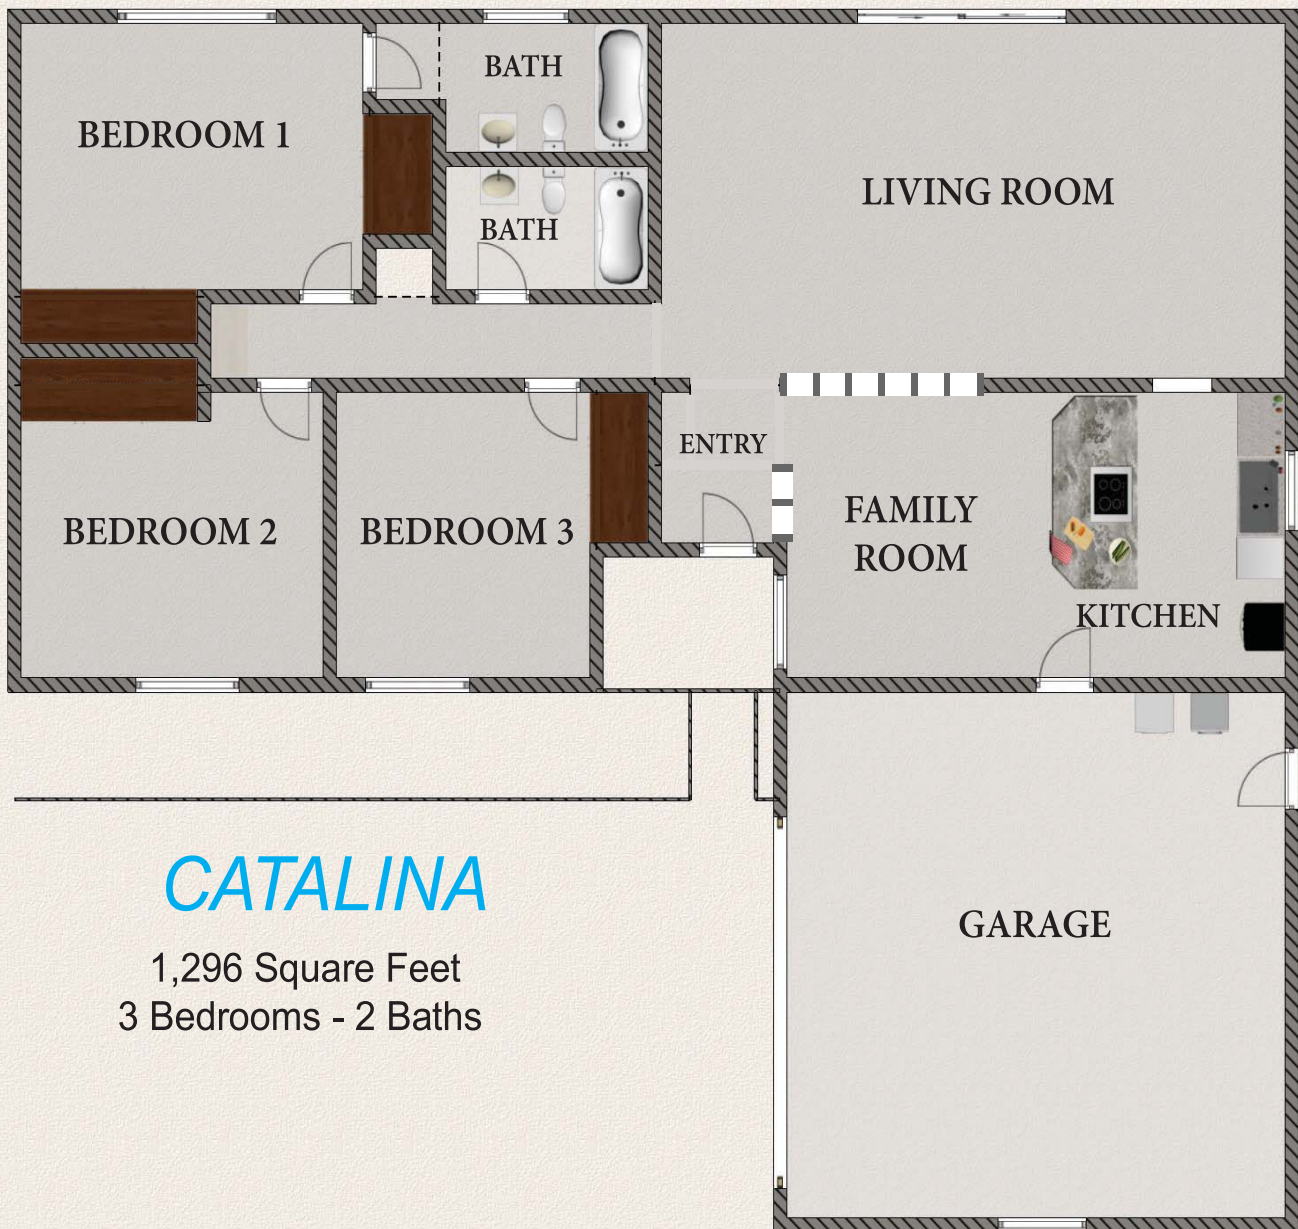 BEDROOM 1
BATH
BATH
LIVING ROOM
ENTRY
BEDROOM 2
BEDROOM 3
FAMILY
ROOM
KITCHEN
CATALINA
1,296 Square Feet
3 Bedrooms - 2 Baths
GARAGE